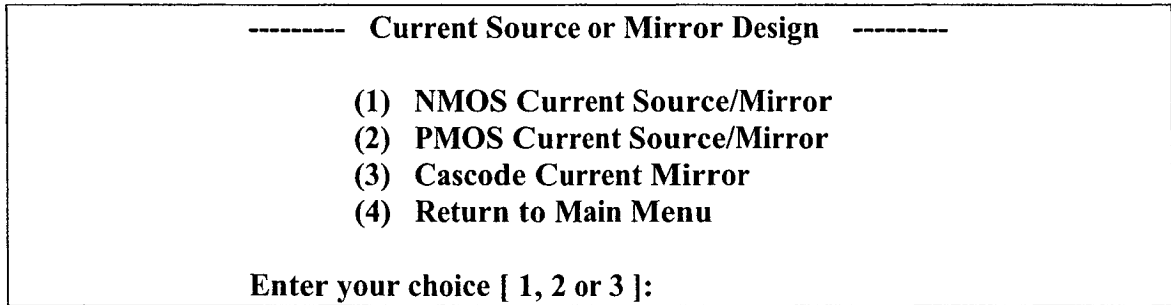 --------- Current Source or Mirror Design ---------
(1) NMOS Current Source/Mirror
(2) PMOS Current Source/Mirror
(3) Cascode Current Mirror
(4) Return to Main Menu
Enter your choice [ 1, 2 or 3 ]: